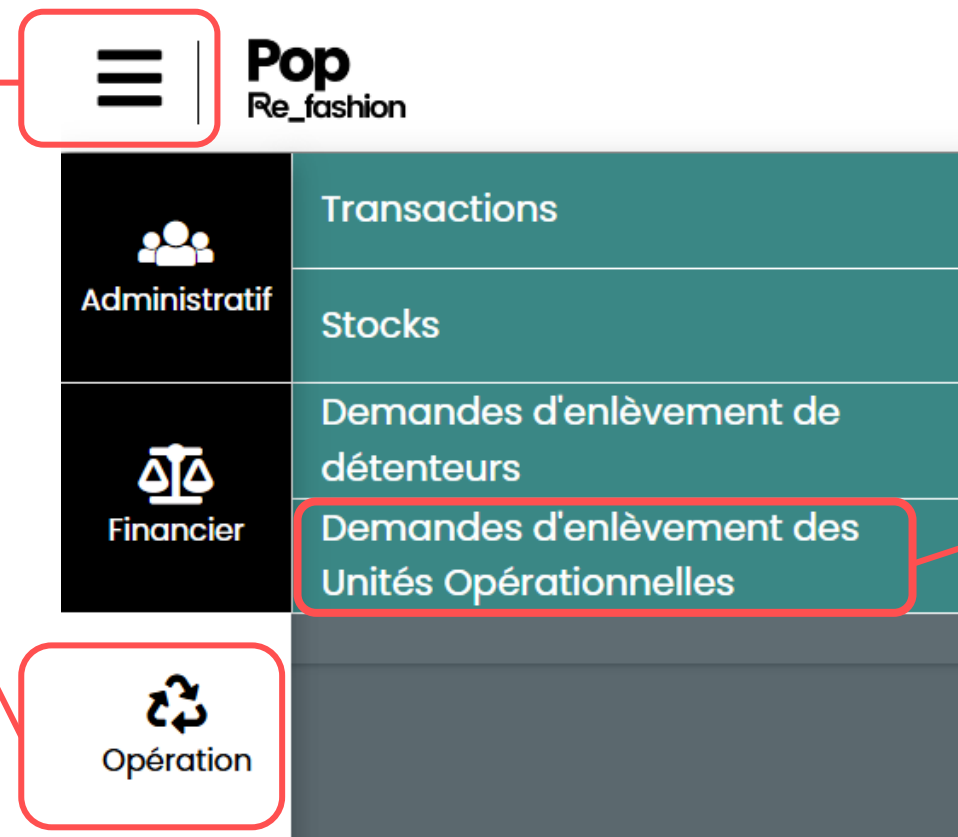 Pop
Re_fashion
Transactions
Administratif
Stocks
Demandes d'enlèvement de
détenteurs
Financier
Demandes d'enlèvement des
Unités Opérationnelles
Opération